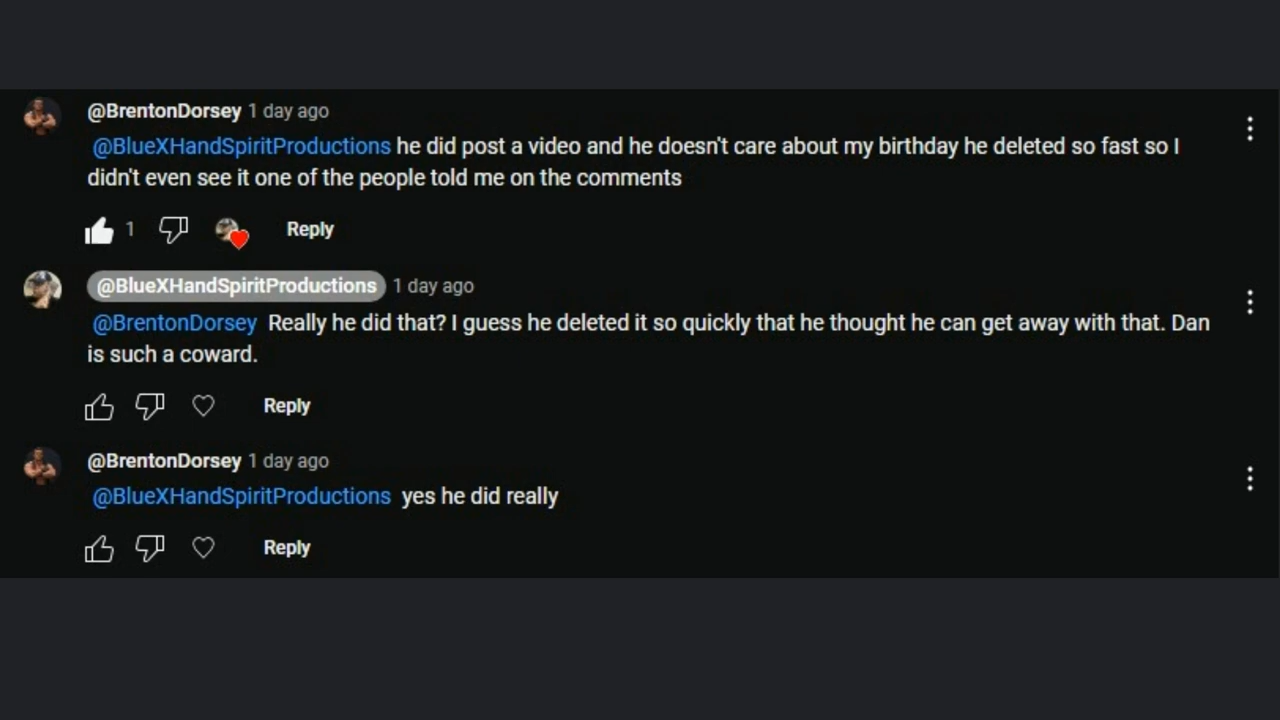 @BrentonDorsey 1 day ago
@BlueXHandSpiritProductions he did post a video and he doesn't care about my birthday he deleted so fast so I
didn't even see it one of the people told me on the comments
1 Reply
@BlueXHandSpiritProductions 1 day ago
@BrentonDorsey Really he did that? I guess he deleted it so quickly that he thought he can get away with that. Dan
is such a coward.
Reply
@BrentonDorsey 1 day ago
@BlueXHandSpiritProductions yes he did really
Reply